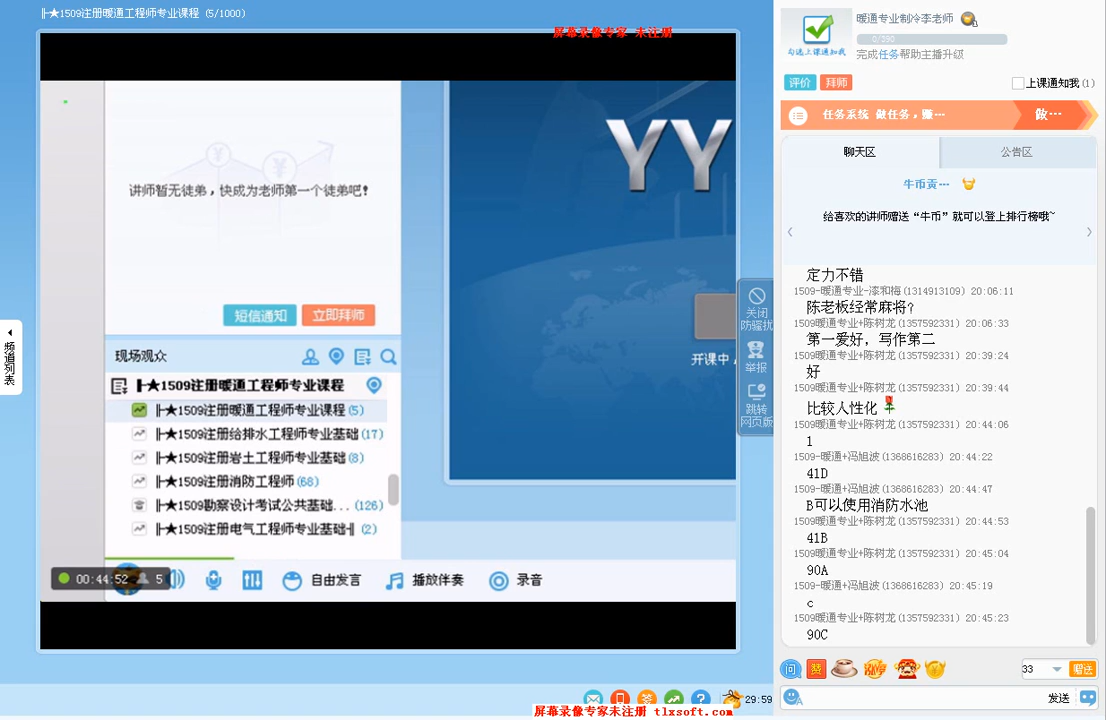 ╟★1509注册暖通工程师专业课程 (5/1000)
屏幕录像专家 未注册
频道列表
讲师暂无徒弟，快成为老师第一个徒弟吧！
短信通知
立即拜师
现场观众
╟★1509注册暖通工程师专业课程
╟★1509注册暖通工程师专业课程 (5)
╟★1509注册给排水工程师专业基础 (17)
╟★1509注册岩土工程师专业基础 (8)
╟★1509注册消防工程师 (68)
╟★1509勘察设计考试公共基础... (126)
╟★1509注册电气工程师专业基础╢ (2)
00:44:52 5
自由发言
播放伴奏
录音
YY
开课中
关闭
防骚扰
举报
跳转
网页版
暖通专业制冷李老师
勾选上课通知我
0/390
完成任务帮助主播升级
评价
拜师
上课通知我(1)
任务系统 做任务，赚···
做···
聊天区
公告区
牛币贡···
给喜欢的讲师赠送“牛币”就可以登上排行榜哦~
定力不错
1509-暖通专业-漆和梅(1314913109) 20:06:11
陈老板经常麻将?
1509暖通专业+陈树龙(1357592331) 20:06:33
第一爱好，写作第二
1509暖通专业+陈树龙(1357592331) 20:39:24
好
1509暖通专业+陈树龙(1357592331) 20:39:44
比较人性化
1509暖通专业+陈树龙(1357592331) 20:44:06
1
1509-暖通+冯旭波(1368616283) 20:44:22
41D
1509-暖通+冯旭波(1368616283) 20:44:47
B可以使用消防水池
1509暖通专业+陈树龙(1357592331) 20:44:53
41B
1509暖通专业+陈树龙(1357592331) 20:45:04
90A
1509-暖通+冯旭波(1368616283) 20:45:19
c
1509暖通专业+陈树龙(1357592331) 20:45:23
90C
问
赞
33
赠送
发送
签
29:59
屏幕录像专家未注册 tlxsoft.com